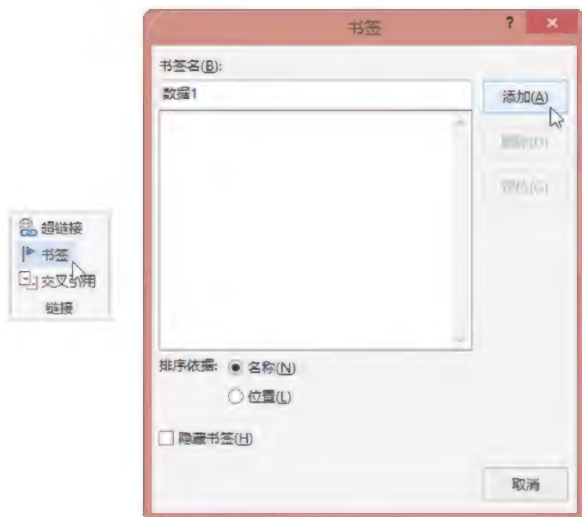 超链接
书签
交叉引用
链接
书签
?
×
书签名(B):
数据1
添加(A)
删除(D)
定位(G)
排序依据:
名称(N)
位置(L)
隐藏书签(H)
取消